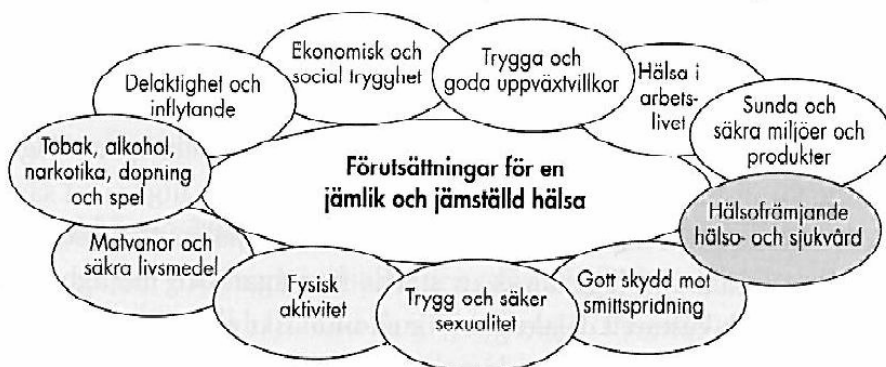 Ekonomisk och
social trygghet
Trygga och
goda uppväxtvillkor
Hälsa i
arbets-
livet
Sunda och
säkra miljöer och
produkter
Hälsofrämjande
hälso- och sjukvård
Gott skydd mot
smittspridning
Trygg och säker
sexualitet
Fysisk
aktivitet
Matvanor och
säkra livsmedel
Tobak, alkohol,
narkotika, dopning
och spel
Delaktighet och
inflytande
Förutsättningar för en
jämlik och jämställd hälsa